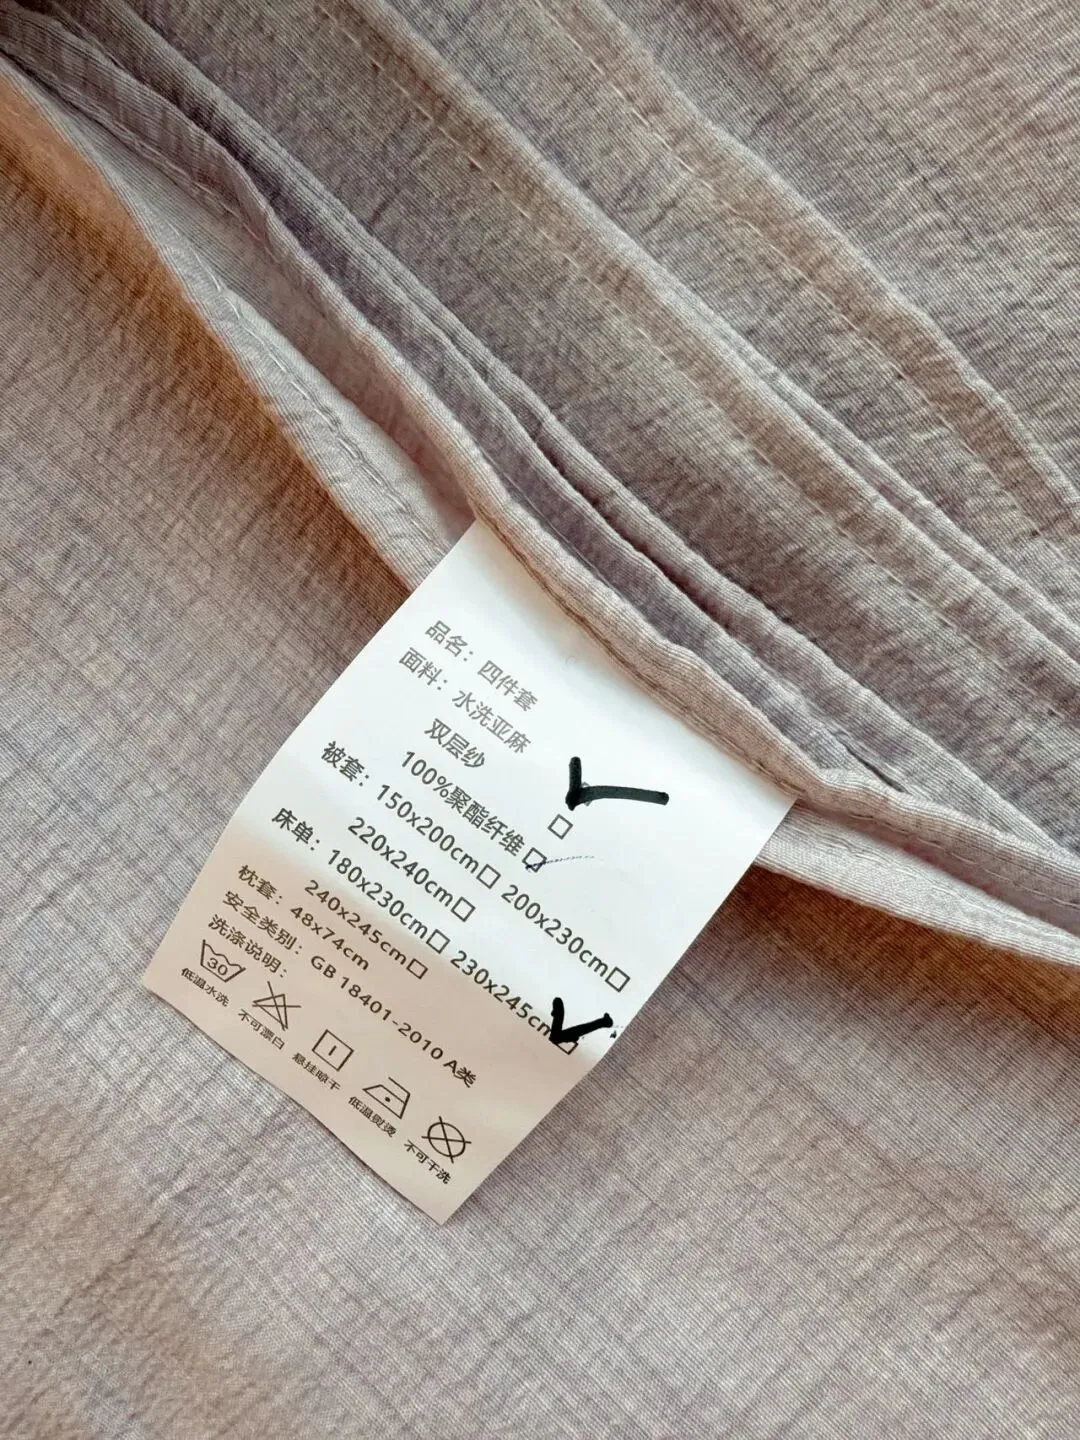 品名：四件套
面料：水洗亚麻
双层纱 ☑
100%聚酯纤维□
被套：150x200cm□ 200x230cm□
220x240cm□
床单：180x230cm□ 230x245cm☑
240x245cm□
枕套：48x74cm
安全类别：GB 18401-2010 A类
洗涤说明：
30
低温水洗 不可漂白 悬挂晾干 低温熨烫 不可干洗